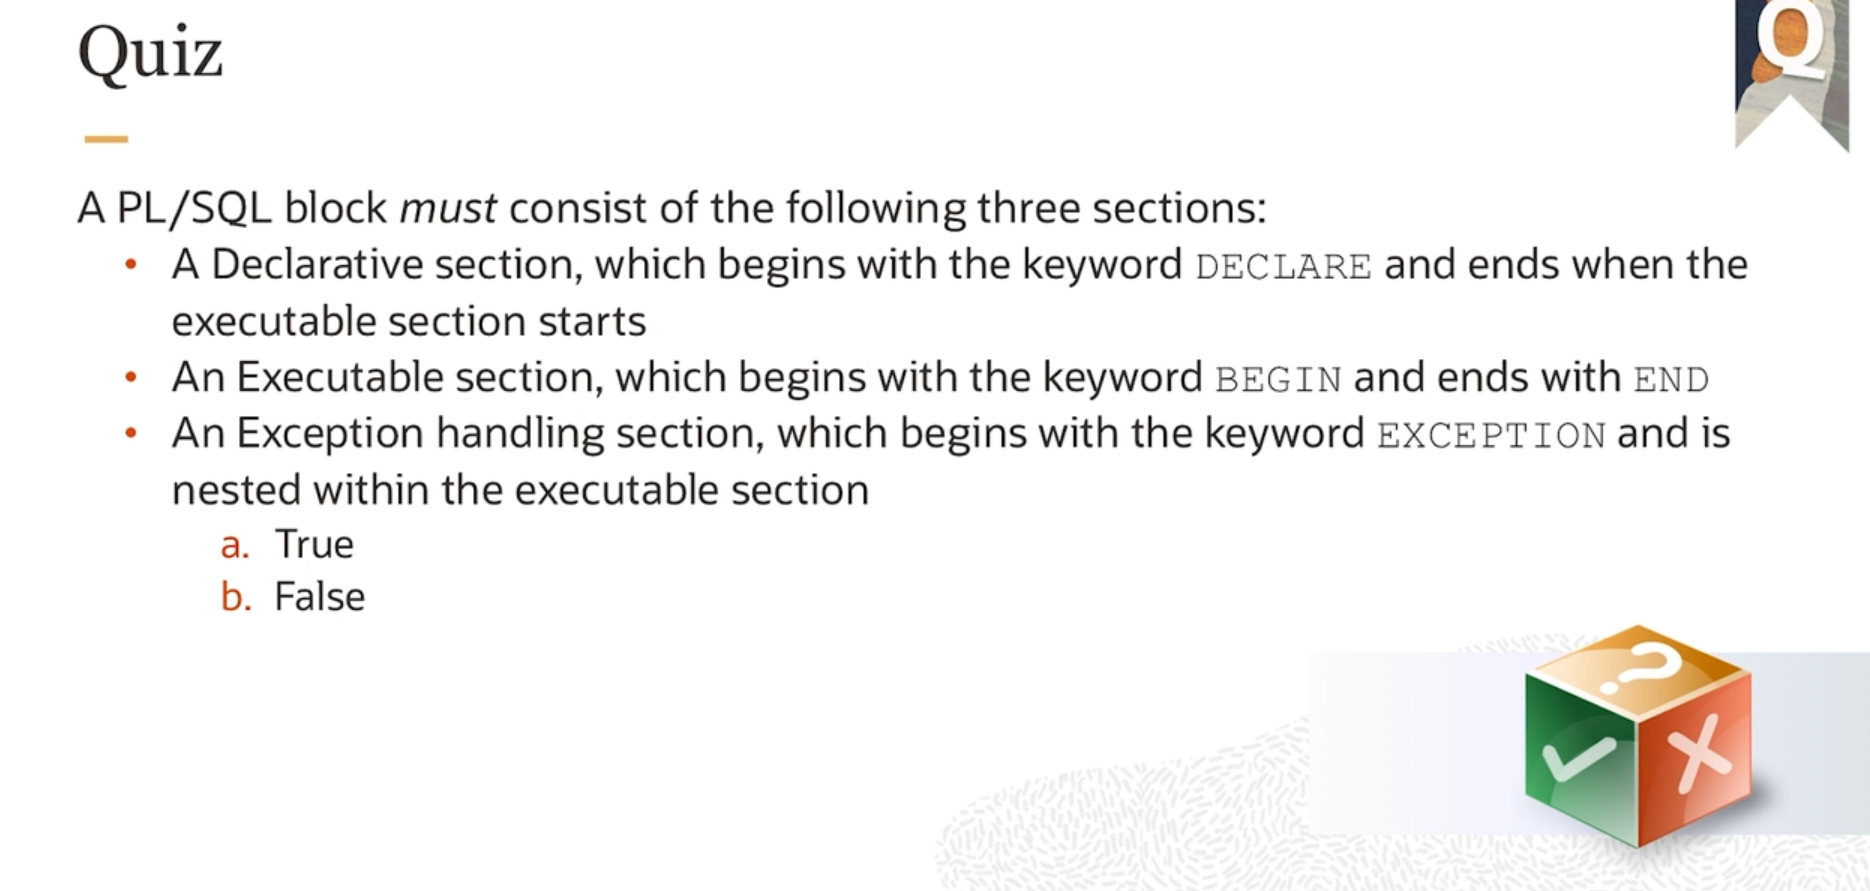 Quiz
Q
A PL/SQL block must consist of the following three sections:
• A Declarative section, which begins with the keyword DECLARE and ends when the
executable section starts
• An Executable section, which begins with the keyword BEGIN and ends with END
• An Exception handling section, which begins with the keyword EXCEPTION and is
nested within the executable section
a. True
b. False
?